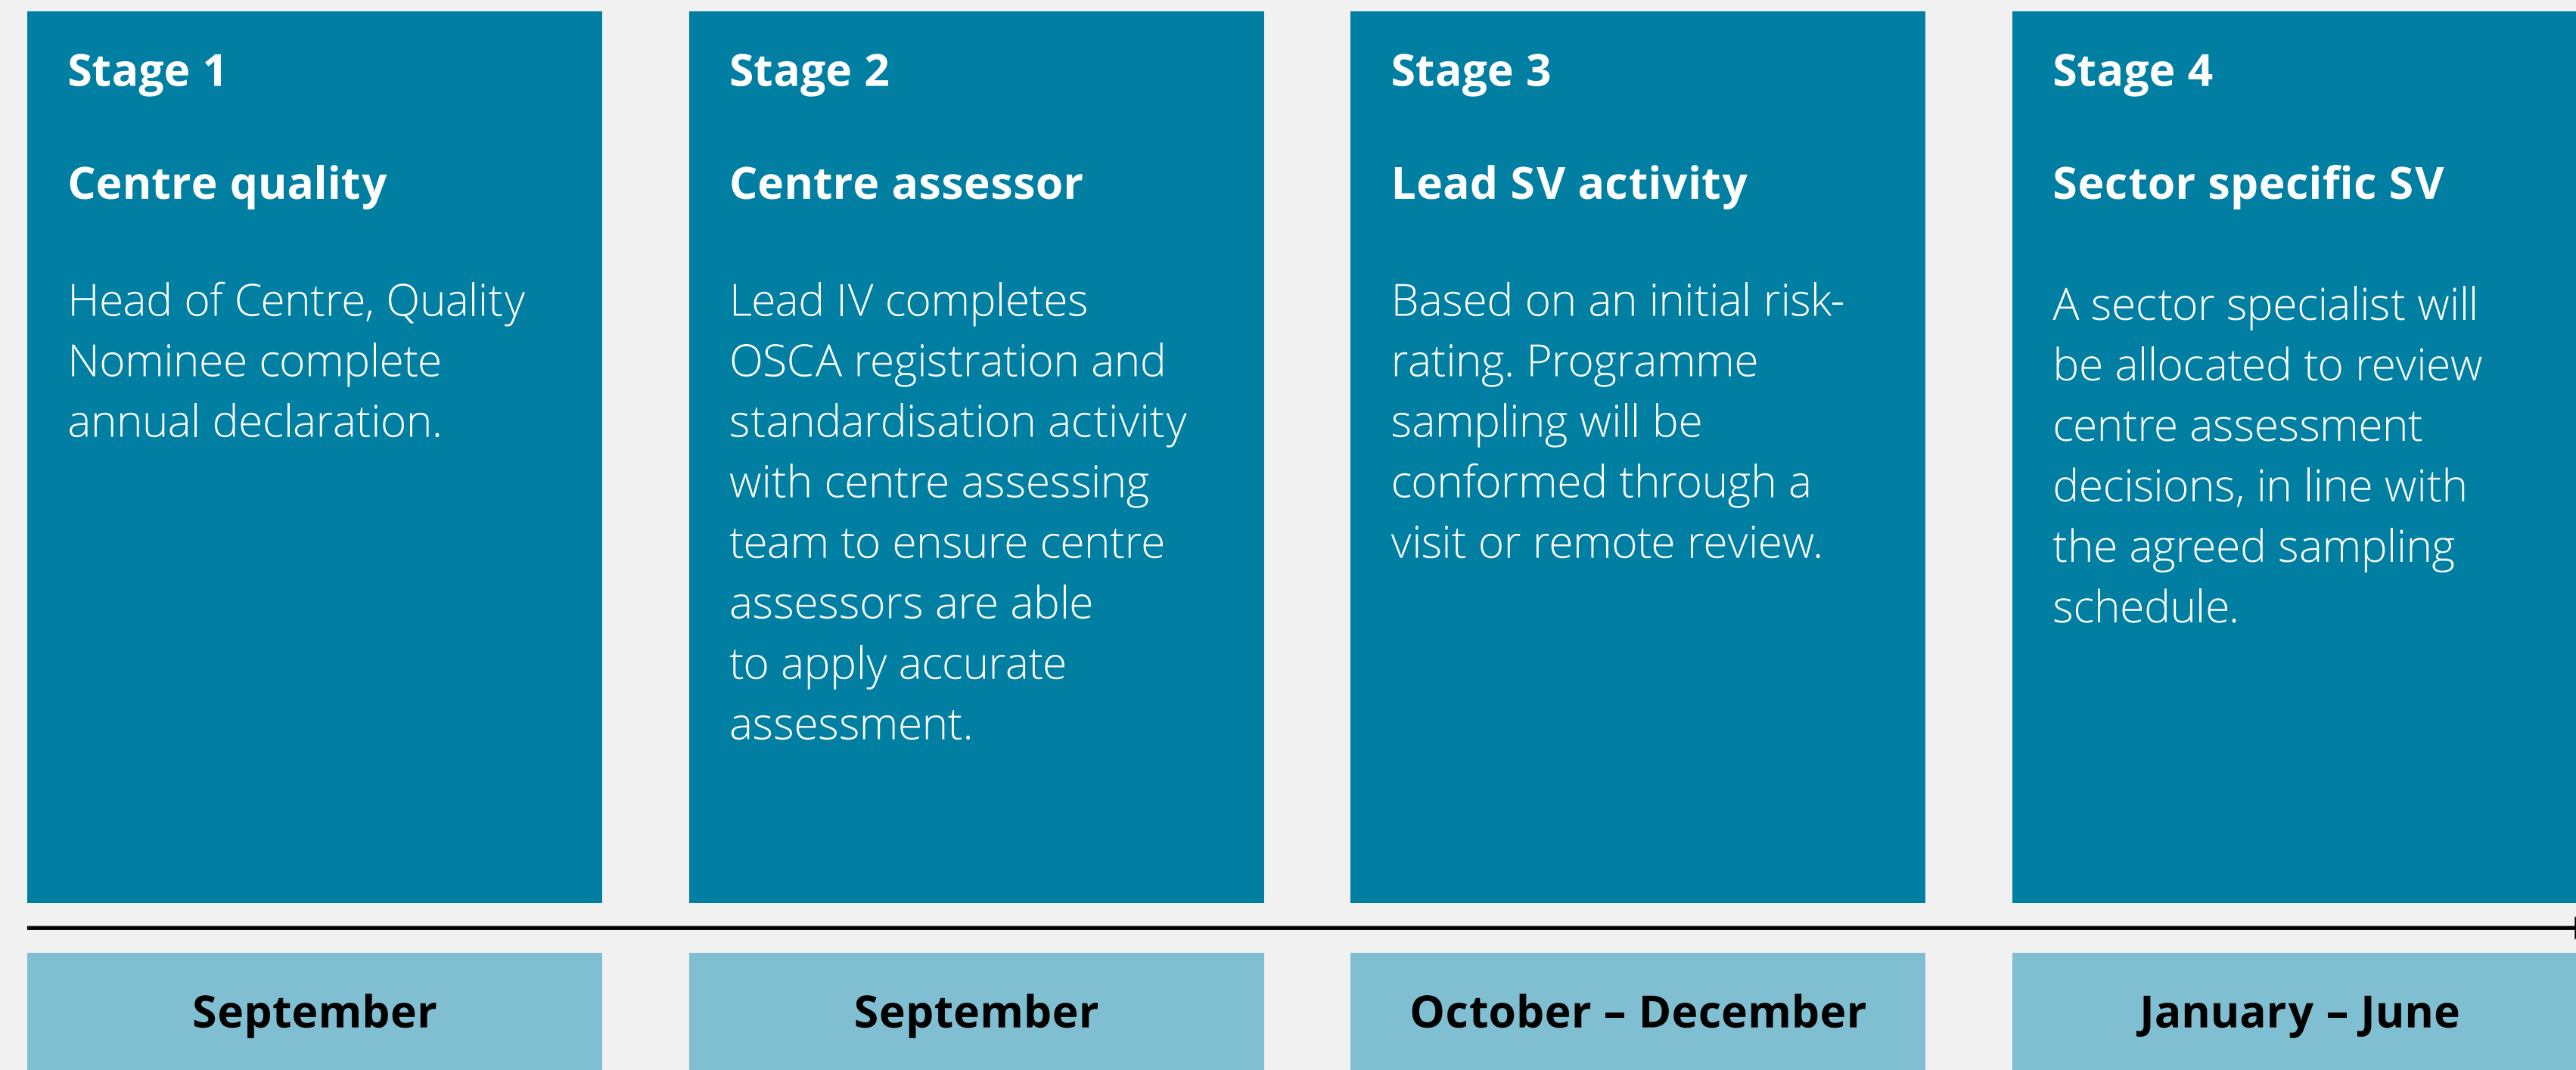 Stage 1
Centre quality
Head of Centre, Quality
Nominee complete
annual declaration.
Stage 2
Centre assessor
Lead IV completes
OSCA registration and
standardisation activity
with centre assessing
team to ensure centre
assessors are able
to apply accurate
assessment.
Stage 3
Lead SV activity
Based on an initial risk-
rating. Programme
sampling will be
conformed through a
visit or remote review.
Stage 4
Sector specific SV
A sector specialist will
be allocated to review
centre assessment
decisions, in line with
the agreed sampling
schedule.
September
September
October – December
January – June